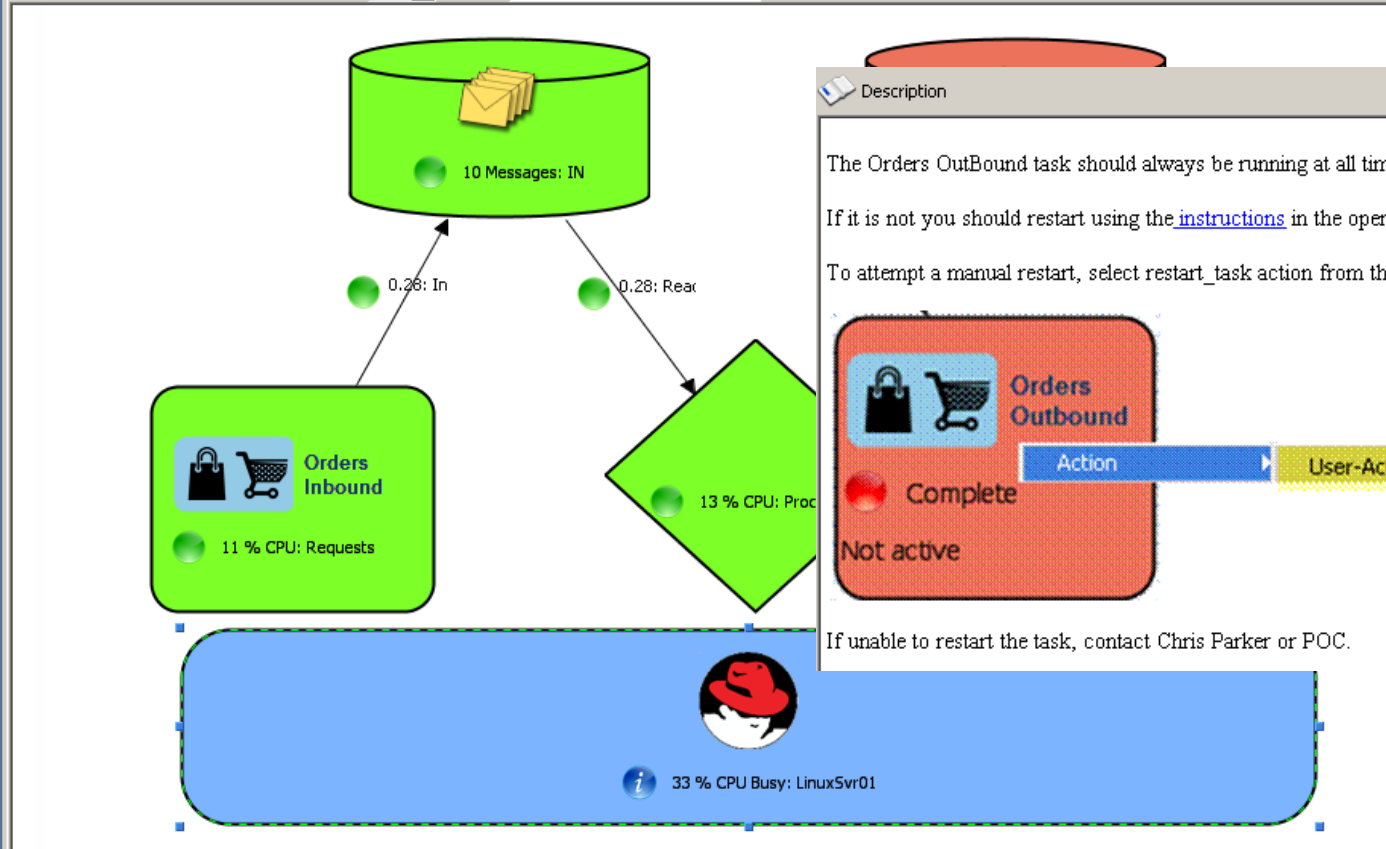 10 Messages: IN
0.28: In
0.28: Read
Orders
Inbound
11 % CPU: Requests
13 % CPU: Proc
33 % CPU Busy: LinuxSvr01
Description
The Orders OutBound task should always be running at all tim
If it is not you should restart using the instructions in the oper
To attempt a manual restart, select restart_task action from th
Orders
Outbound
Action
User-Ac
Complete
Not active
If unable to restart the task, contact Chris Parker or POC.